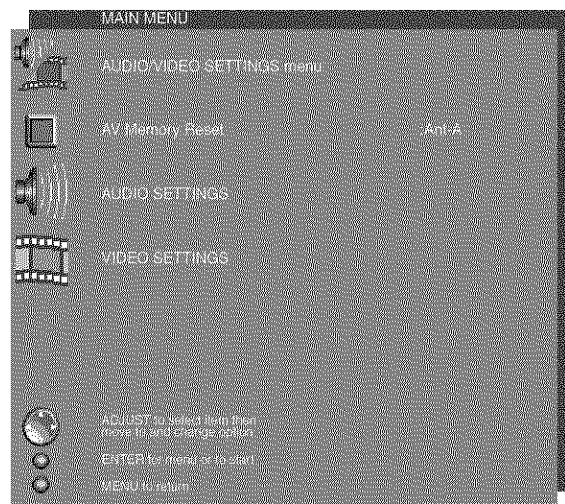 MAIN MENU
AUDIO/VIDEO SETTINGS menu
AV Memory Reset Ant-A
AUDIO SETTINGS
VIDEO SETTINGS
ADJUST to select item then
move to and change option
ENTER for menu or to start
MENU to return